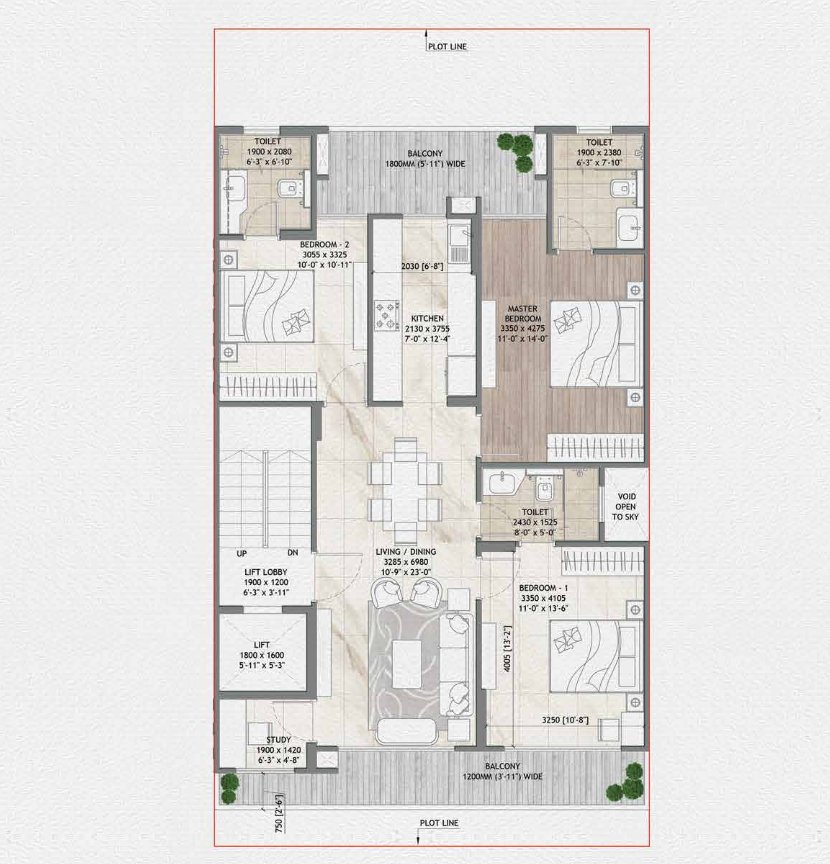 PLOT LINE
TOILET
1900 x 2080
6'-3" x 6'-10"
BALCONY
1800MM (5'-11") WIDE
TOILET
1900 x 2380
6'-3" x 7'-10"
BEDROOM - 2
3055 x 3325
10'-0" x 10'-11"
2030 [6'-8"]
KITCHEN
2130 x 3755
7'-0" x 12'-4"
MASTER
BEDROOM
3350 x 4275
11'-0" x 14'-0"
VOID
OPEN
TO SKY
TOILET
2430 x 1525
8'-0" x 5'-0"
UP
DN
LIVING / DINING
3285 x 6980
10'-9" x 23'-0"
LIFT LOBBY
1900 x 1200
6'-3" x 3'-11"
BEDROOM - 1
3350 x 4105
11'-0" x 13'-6"
LIFT
1800 x 1600
5'-11" x 5'-3"
4005 [13'-2"]
3250 [10'-8"]
STUDY
1900 x 1420
6'-3" x 4'-8"
BALCONY
1200MM (3'-11") WIDE
750 [2'-6"]
PLOT LINE